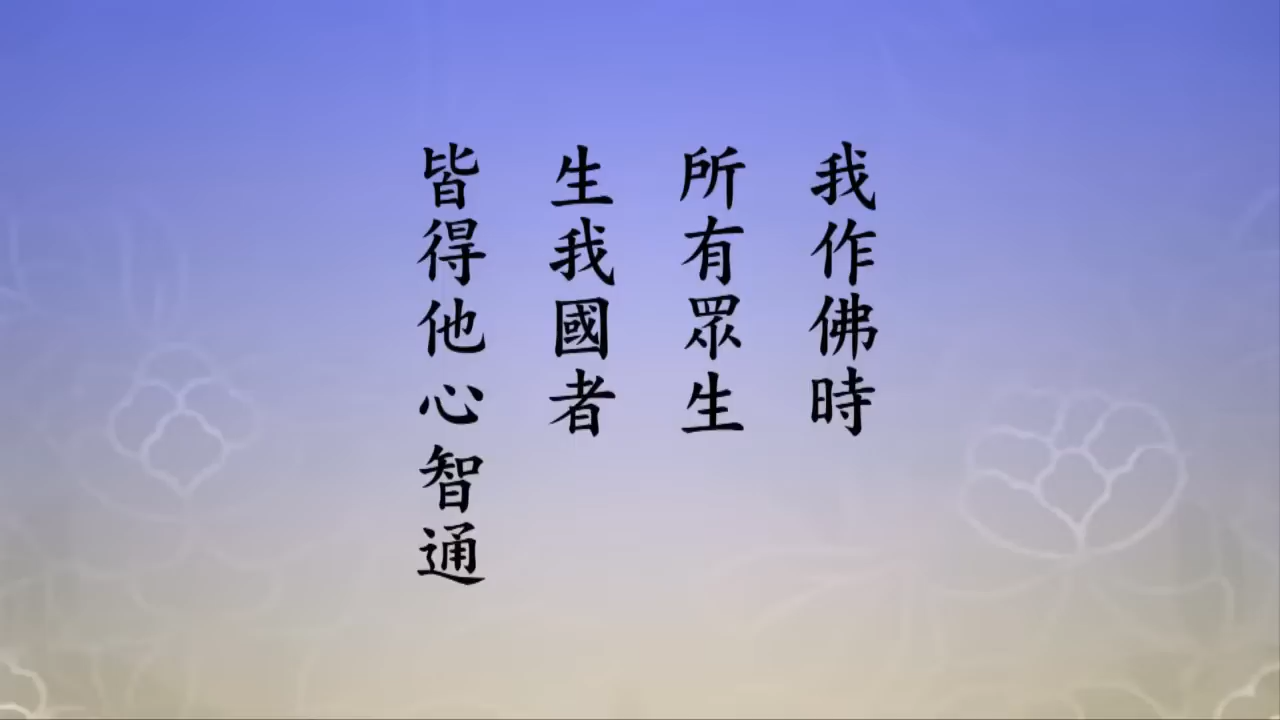 我作佛時
所有眾生
生我國者
皆得他心智通